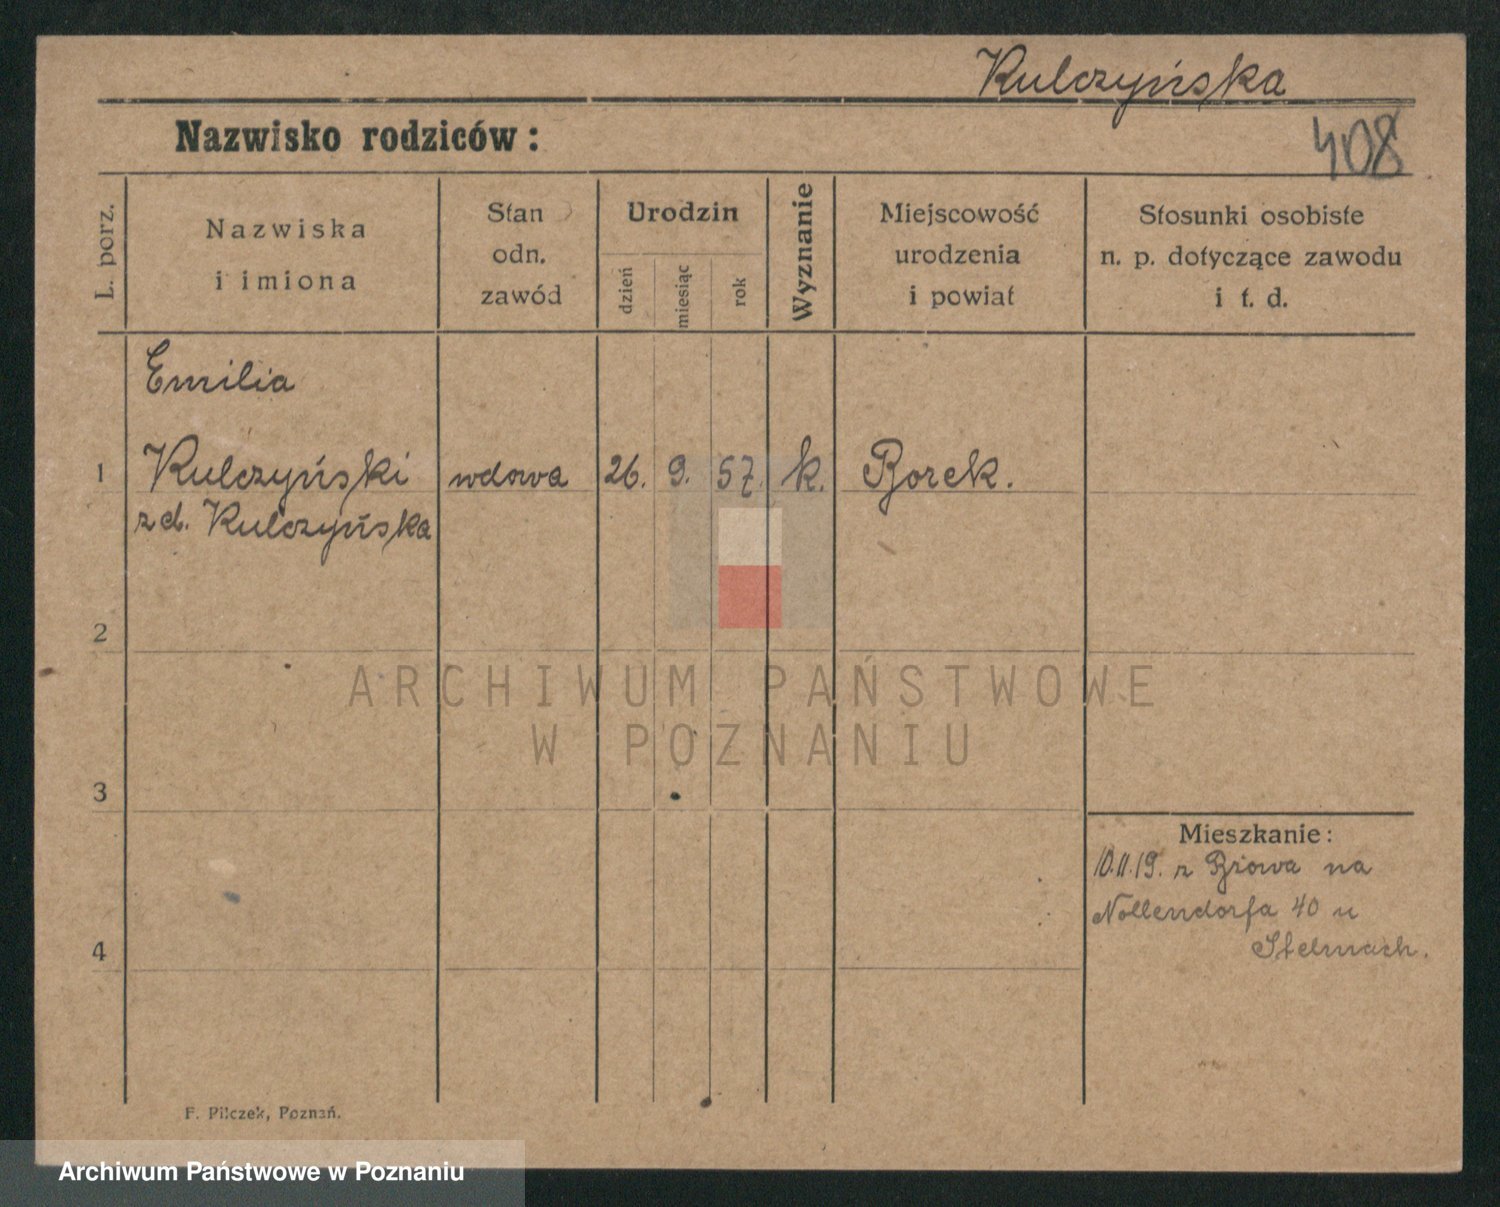 Kulczyńska
408
Nazwisko rodziców:
L. porz.
Nazwiska
i imiona
Stan
odn.
zawód
Urodzin
dzień
miesiąc
rok
Wyznanie
Miejscowość
urodzenia
i powiat
Stosunki osobiste
n. p. dotyczące zawodu
i t. d.
Emilia
1 Kulczyński wdowa 26. 9. 57. k. Borek.
zd. Kulczyńska
2
ARCHIWUM PAŃSTWOWE
W POZNANIU
3
Mieszkanie:
10.11.19. z na
Nollendorfa 40 u
Stelmach.
4
F. Pilczek, Poznań.
Archiwum Państwowe w Poznaniu